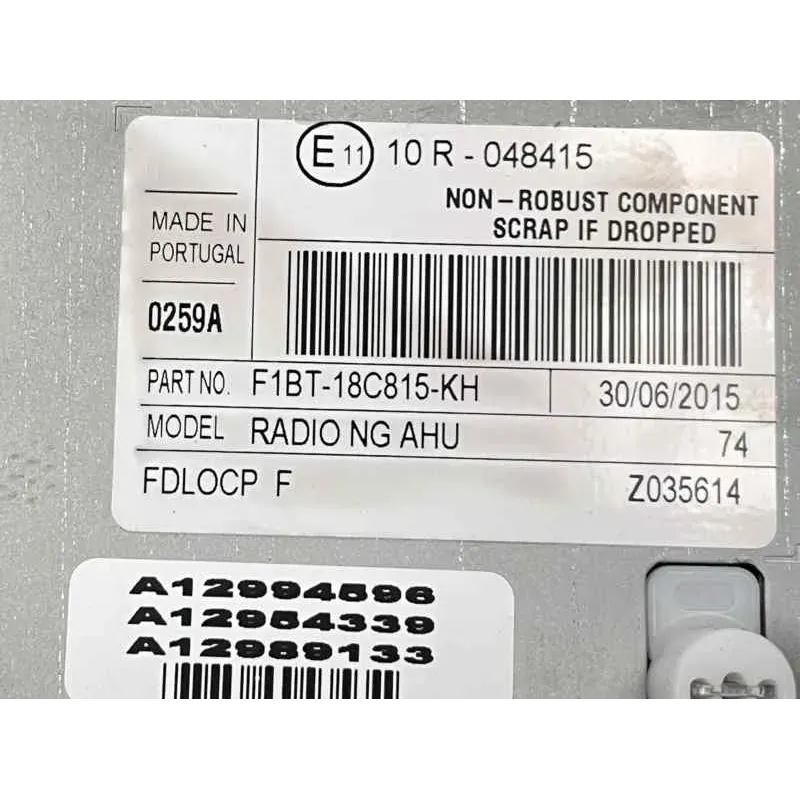 E 11 10 R - 048415
NON-ROBUST COMPONENT
SCRAP IF DROPPED
MADE IN
PORTUGAL
0259A
PART NO. F1BT-18C815-KH 30/06/2015
MODEL RADIO NG AHU 74
FDLOCP F Z035614
A12994596
A12954339
A12989133